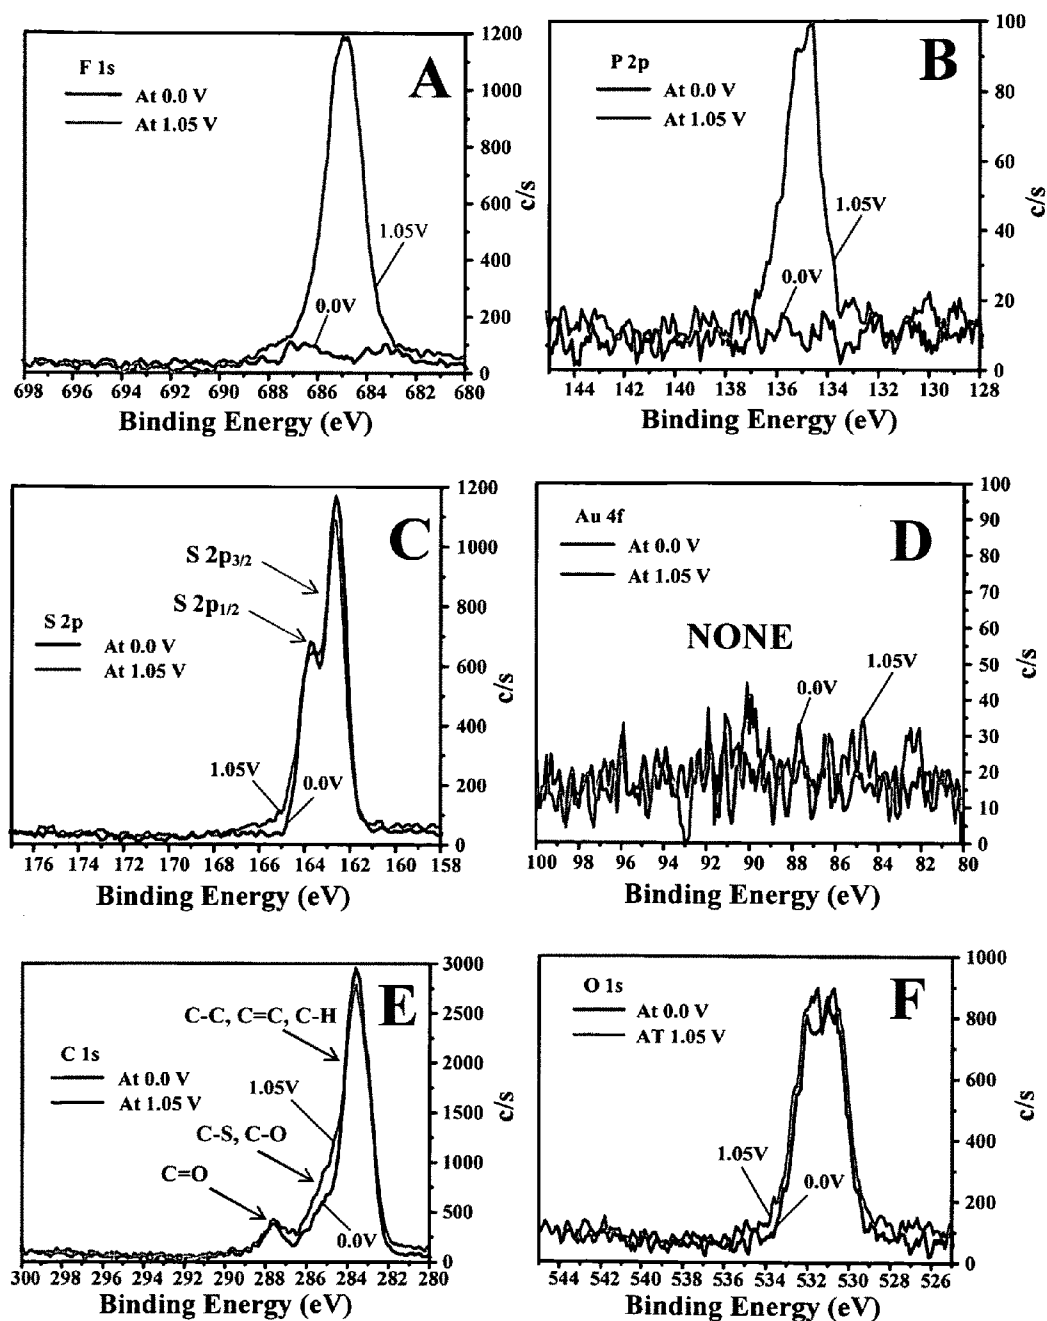 A
F 1s
At 0.0 V
At 1.05 V
1.05V
0.0V
0
200
400
600
800
1000
1200
c/s
698 696 694 692 690 688 686 684 682 680
Binding Energy (eV)
B
P 2p
At 0.0 V
At 1.05 V
1.05V
0.0V
0
20
40
60
80
100
c/s
144 142 140 138 136 134 132 130 128
Binding Energy (eV)
C
S 2p3/2
S 2p1/2
S 2p
At 0.0 V
At 1.05 V
1.05V
0.0V
0
200
400
600
800
1000
1200
c/s
176 174 172 170 168 166 164 162 160 158
Binding Energy (eV)
D
Au 4f
At 0.0 V
At 1.05 V
NONE
0.0V
1.05V
0
10
20
30
40
50
60
70
80
90
100
c/s
100 98 96 94 92 90 88 86 84 82 80
Binding Energy (eV)
E
C-C, C=C, C-H
C 1s
At 0.0 V
At 1.05 V
1.05V
C-S, C-O
C=O
0.0V
0
500
1000
1500
2000
2500
3000
c/s
300 298 296 294 292 290 288 286 284 282 280
Binding Energy (eV)
F
O 1s
At 0.0 V
AT 1.05 V
1.05V
0.0V
0
200
400
600
800
1000
c/s
544 542 540 538 536 534 532 530 528 526
Binding Energy (eV)